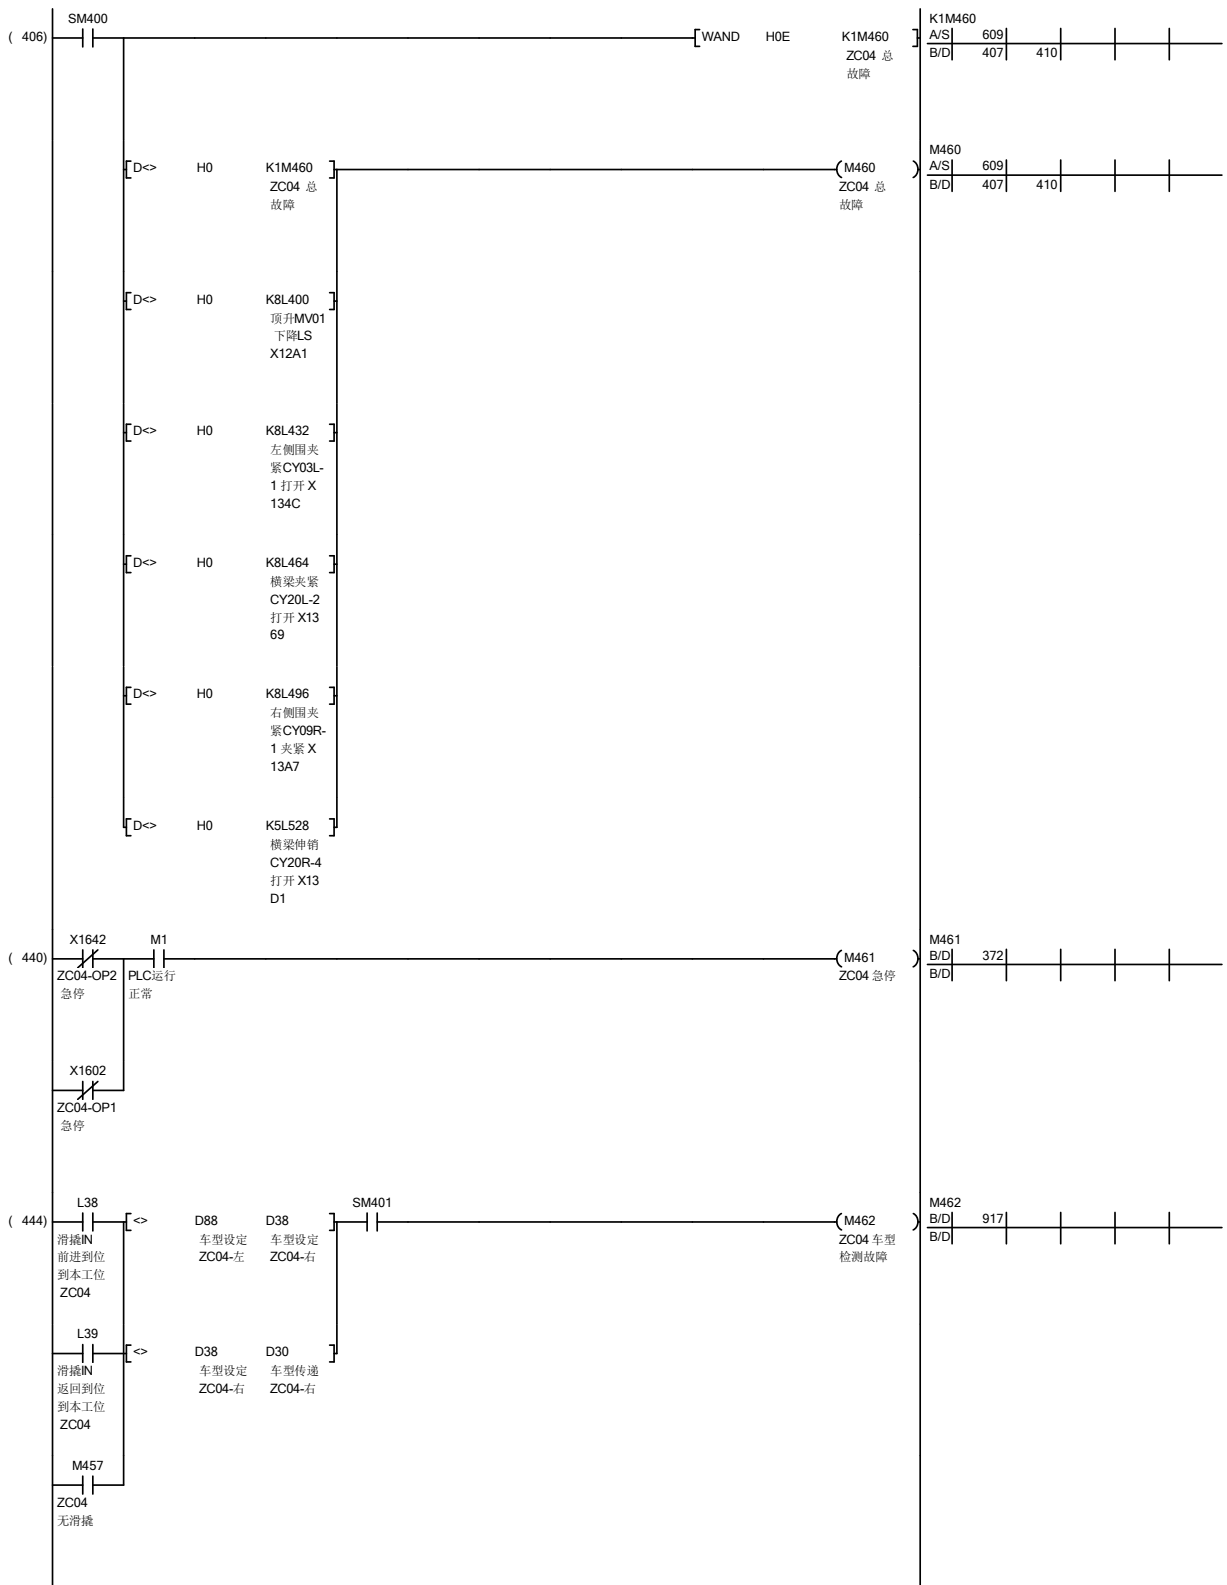 SM400
( 406)
WAND H0E K1M460
ZC04 总
故障
K1M460
A/S 609
B/D 407 410
D<> H0 K1M460
ZC04 总
故障
M460
ZC04 总
故障
M460
A/S 609
B/D 407 410
D<> H0 K8L400
顶升MV01
下降LS
X12A1
D<> H0 K8L432
左侧围夹
紧CY03L-
1 打开 X
134C
D<> H0 K8L464
横梁夹紧
CY20L-2
打开 X13
69
D<> H0 K8L496
右侧围夹
紧CY09R-
1 夹紧 X
13A7
D<> H0 K5L528
横梁伸销
CY20R-4
打开 X13
D1
( 440)
X1642
ZC04-OP2
急停
M1
PLC运行
正常
M461
ZC04 急停
M461
B/D 372
B/D
X1602
ZC04-OP1
急停
( 444)
L38
滑撬IN
前进到位
到本工位
ZC04
<> D88 D38
车型设定 车型设定
ZC04-左 ZC04-右
SM401
M462
ZC04 车型
检测故障
M462
B/D 917
B/D
L39
滑撬IN
返回到位
到本工位
ZC04
<> D38 D30
车型设定 车型传递
ZC04-右 ZC04-右
M457
ZC04
无滑撬